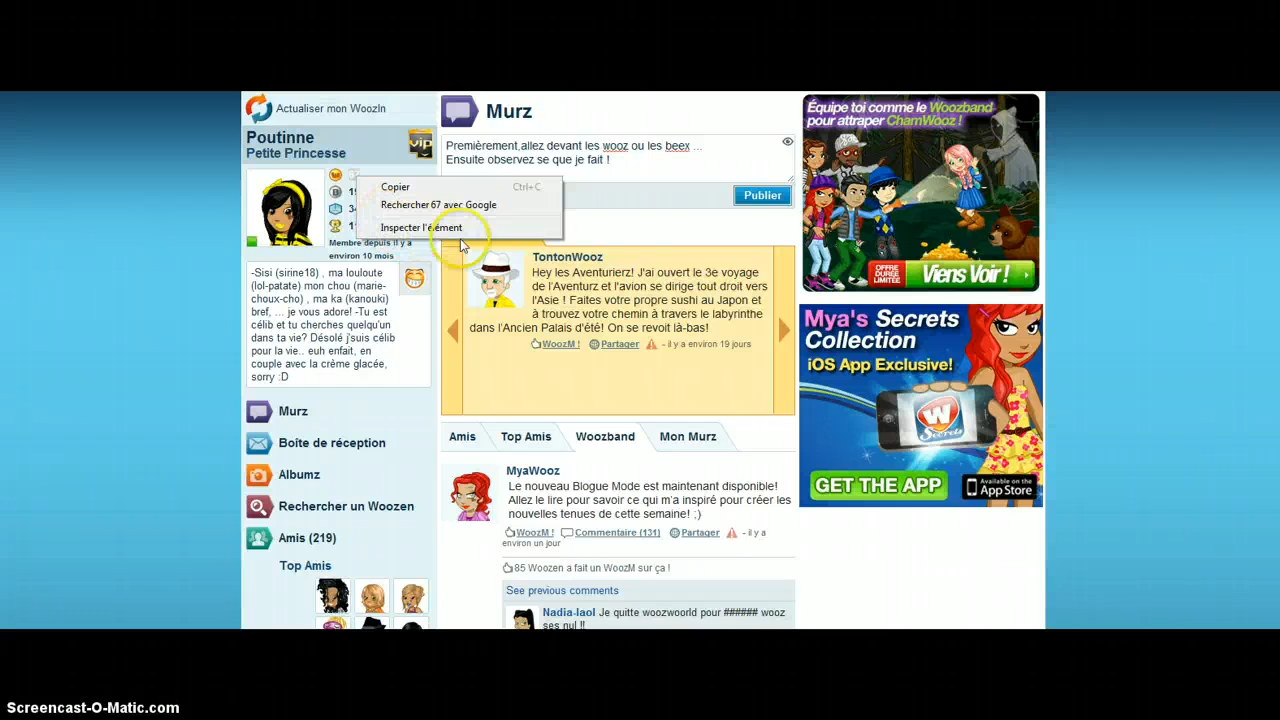 Actualiser mon WoozIn
Poutinne
Petite Princesse
vip
Membre depuis il y a
environ 10 mois
-Sisi (sirine18) , ma louloute
(lol-patate) mon chou (marie-
choux-cho) , ma ka (kanouki)
bref, ... je vous adore! -Tu est
célib et tu cherches quelqu'un
dans ta vie? Désolé j'suis célib
pour la vie.. euh enfait, en
couple avec la crème glacée,
sorry :D
Murz
Boite de réception
Albumz
Rechercher un Woozen
Amis (219)
Top Amis
Murz
Premièrement,allez devant les wooz ou les beex ...
Ensuite observez se que je fait !
Publier
Copier Ctrl+C
Rechercher 67 avec Google
Inspecter l'élément
TontonWooz
Hey les Aventurierz! J'ai ouvert le 3e voyage
de l'Aventurz et l'avion se dirige tout droit vers
l'Asie ! Faites votre propre sushi au Japon et
à trouvez votre chemin à travers le labyrinthe
dans l'Ancien Palais d'été! On se revoit là-bas!
WoozM ! Partager - il y a environ 19 jours
Amis Top Amis Woozband Mon Murz
MyaWooz
Le nouveau Blogue Mode est maintenant disponible!
Allez le lire pour savoir ce qui m'a inspiré pour créer les
nouvelles tenues de cette semaine! :)
WoozM ! Commentaire (131) Partager - il y a
environ un jour
85 Woozen a fait un WoozM sur ça !
See previous comments
Nadia-laol Je quitte woozwoorld pour ###### wooz
ses nul !!
Équipe toi comme le Woozband
pour attraper ChamWooz !
OFFRE
DURÉE
LIMITÉE
Viens Voir !
Mya's Secrets
Collection
iOS App Exclusive!
W
Secrets
GET THE APP
Available on the
App Store
Screencast-O-Matic.com